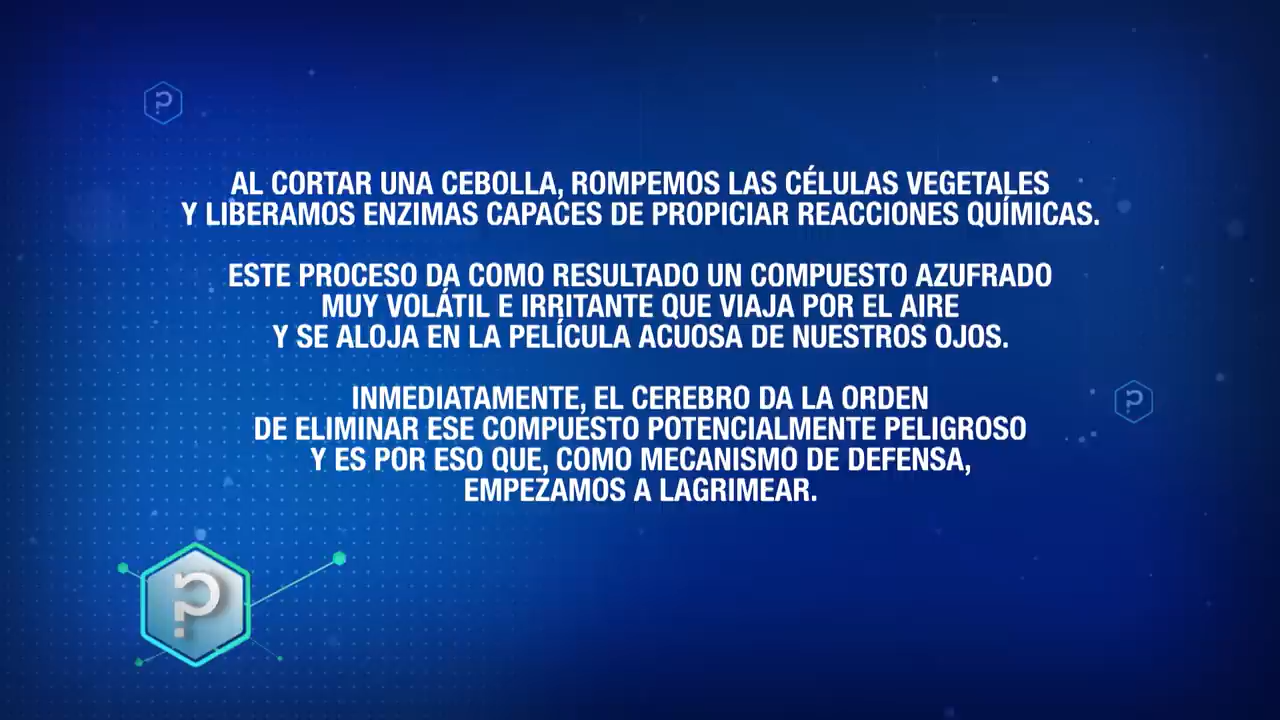 AL CORTAR UNA CEBOLLA, ROMPEMOS LAS CÉLULAS VEGETALES
Y LIBERAMOS ENZIMAS CAPACES DE PROPICIAR REACCIONES QUÍMICAS.
ESTE PROCESO DA COMO RESULTADO UN COMPUESTO AZUFRADO
MUY VOLÁTIL E IRRITANTE QUE VIAJA POR EL AIRE
Y SE ALOJA EN LA PELÍCULA ACUOSA DE NUESTROS OJOS.
INMEDIATAMENTE, EL CEREBRO DA LA ORDEN
DE ELIMINAR ESE COMPUESTO POTENCIALMENTE PELIGROSO
Y ES POR ESO QUE, COMO MECANISMO DE DEFENSA,
EMPEZAMOS A LAGRIMEAR.